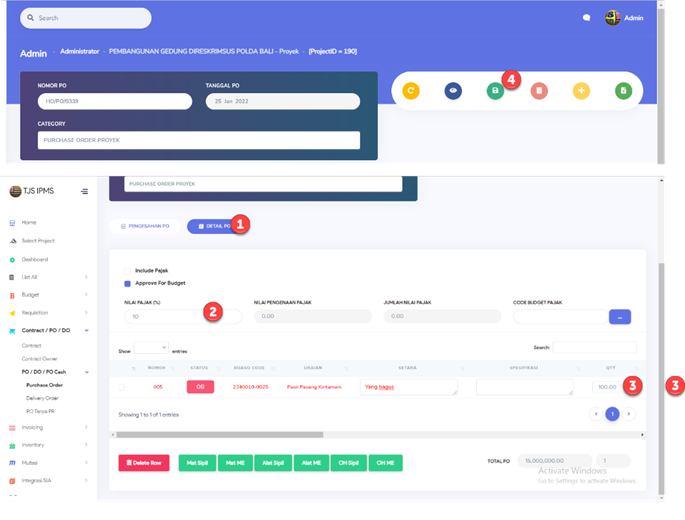 Search
Admin
Admin - Administrator - PEMBANGUNAN GEDUNG DIRESKRIMSUS POLDA BALI - Proyek - [ProjectID = 190]
NOMOR PO
TANGGAL PO
4
HO/PO/0339
25 Jan 2022
CATEGORY
PURCHASE ORDER PROYEK
TJS IPMS
PURCHASE ORDER PROYEK
Home
Select Project
Dashboard
List All
Budget
Requisition
Contract / PO / DO
Contract
Contract Owner
PO / DO / PO Cash
Purchase Order
Delivery Order
PO Tanpa PR
Invoicing
Inventory
Mutasi
Integrasi SIA
PENGESAHAN PO
DETAIL PO
1
Include Pajak
Approve For Budget
NILAI PAJAK (%)
NILAI PENGENAAN PAJAK
JUMLAH NILAI PAJAK
CODE BUDGET PAJAK
10
2
0.00
0.00
...
Show
entries
Search:
NOMOR
STATUS
URAIAN
SETARA
SPESIFIKASI
QTY
005
OB
2310019-0025
Pasir Pasang Kintamani
Yang bagus
100.00
3
3
Showing 1 to 1 of 1 entries
1
Delete Row
Mat Sipil
Mat ME
Alat Sipil
Alat ME
OH Sipil
OH ME
TOTAL PO
15,000,000.00
1
Activate Windows
Go to Settings to activate Windows.